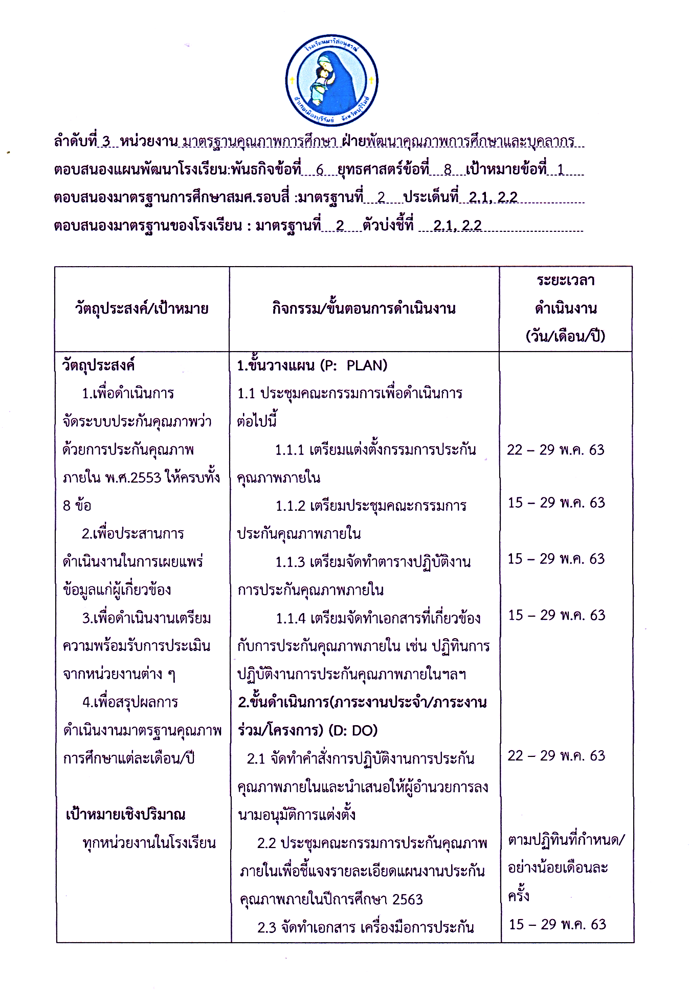 โรงเรียนมารีย์อนุสรณ์
อำเภอเมืองบุรีรัมย์ จังหวัดบุรีรัมย์
ลำดับที่ 3 หน่วยงาน มาตรฐานคุณภาพการศึกษา ฝ่ายพัฒนาคุณภาพการศึกษาและบุคลากร
ตอบสนองแผนพัฒนาโรงเรียน:พันธกิจข้อที่ 6 ยุทธศาสตร์ข้อที่ 8 เป้าหมายข้อที่ 1
ตอบสนองมาตรฐานการศึกษาสมศ.รอบสี่ :มาตรฐานที่ 2 ประเด็นที่ 2.1, 2.2
ตอบสนองมาตรฐานของโรงเรียน : มาตรฐานที่ 2 ตัวบ่งชี้ที่ 2.1, 2.2
วัตถุประสงค์/เป้าหมาย
กิจกรรม/ขั้นตอนการดำเนินงาน
ระยะเวลา
ดำเนินงาน
(วัน/เดือน/ปี)
วัตถุประสงค์
1.เพื่อดำเนินการ
จัดระบบประกันคุณภาพว่า
ด้วยการประกันคุณภาพ
ภายใน พ.ศ.2553 ให้ครบทั้ง
8 ข้อ
2.เพื่อประสานการ
ดำเนินงานในการเผยแพร่
ข้อมูลแก่ผู้เกี่ยวข้อง
3.เพื่อดำเนินงานเตรียม
ความพร้อมรับการประเมิน
จากหน่วยงานต่าง ๆ
4.เพื่อสรุปผลการ
ดำเนินงานมาตรฐานคุณภาพ
การศึกษาแต่ละเดือน/ปี
เป้าหมายเชิงปริมาณ
ทุกหน่วยงานในโรงเรียน
1.ขั้นวางแผน (P: PLAN)
1.1 ประชุมคณะกรรมการเพื่อดำเนินการ
ต่อไปนี้
1.1.1 เตรียมแต่งตั้งกรรมการประกัน
คุณภาพภายใน
1.1.2 เตรียมประชุมคณะกรรมการ
ประกันคุณภาพภายใน
1.1.3 เตรียมจัดทำตารางปฏิบัติงาน
การประกันคุณภาพภายใน
1.1.4 เตรียมจัดทำเอกสารที่เกี่ยวข้อง
กับการประกันคุณภาพภายใน เช่น ปฏิทินการ
ปฏิบัติงานการประกันคุณภาพภายในฯลฯ
2.ขั้นดำเนินการ(ภาระงานประจำ/ภาระงาน
ร่วม/โครงการ) (D: DO)
2.1 จัดทำคำสั่งการปฏิบัติงานการประกัน
คุณภาพภายในและนำเสนอให้ผู้อำนวยการลง
นามอนุมัติการแต่งตั้ง
2.2 ประชุมคณะกรรมการประกันคุณภาพ
ภายในเพื่อชี้แจงรายละเอียดแผนงานประกัน
คุณภาพภายในปีการศึกษา 2563
2.3 จัดทำเอกสาร เครื่องมือการประกัน
22 – 29 พ.ค. 63
15 – 29 พ.ค. 63
15 – 29 พ.ค. 63
15 – 29 พ.ค. 63
22 – 29 พ.ค. 63
ตามปฏิทินที่กำหนด/
อย่างน้อยเดือนละ
ครั้ง
15 – 29 พ.ค. 63